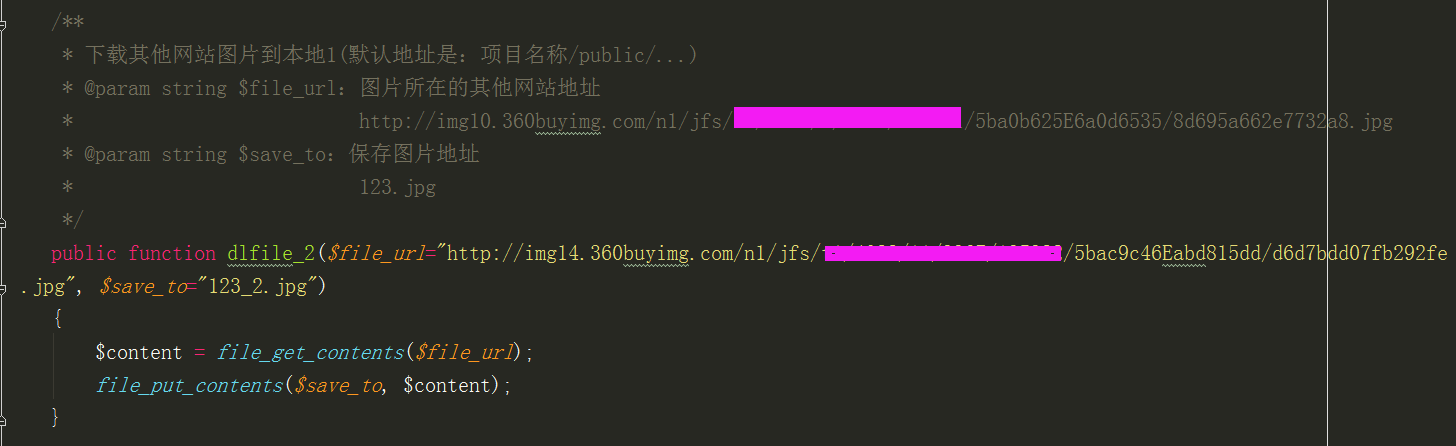 /**
* 下载其他网站图片到本地1(默认地址是：项目名称/public/...)
* @param string $file_url：图片所在的其他网站地址
* http://img10.360buyimg.com/n1/jfs/ /5ba0b625E6a0d6535/8d695a662e7732a8.jpg
* @param string $save_to：保存图片地址
* 123.jpg
*/
public function dlfile_2($file_url="http://img14.360buyimg.com/n1/jfs/ /5bac9c46Eabd815dd/d6d7bdd07fb292fe
.jpg", $save_to="123_2.jpg")
{
$content = file_get_contents($file_url);
file_put_contents($save_to, $content);
}